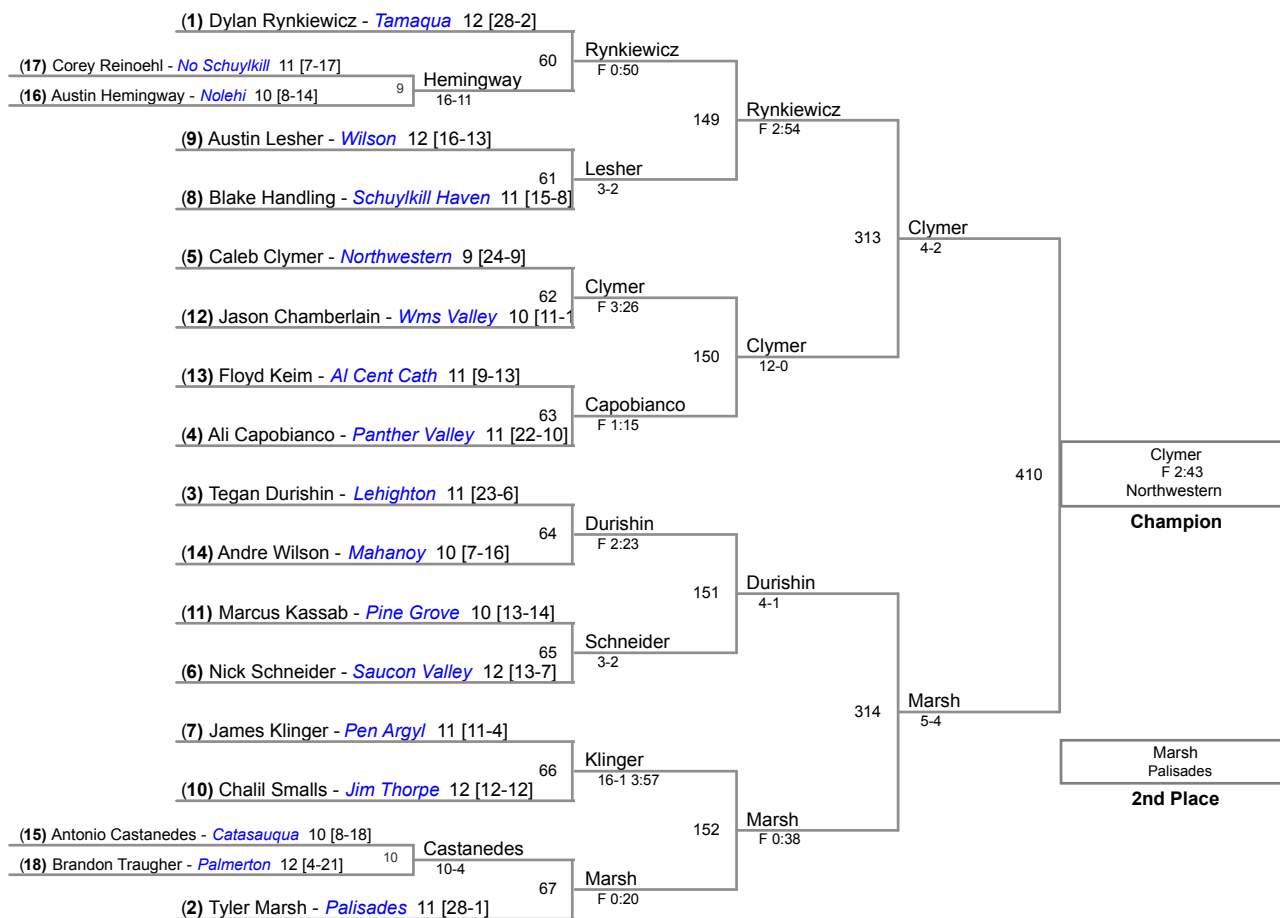 (1) Dylan Rynkiewicz - Tamaqua 12 [28-2]
60
Rynkiewicz
F 0:50
(17) Corey Reinoehl - No Schuylkill 11 [7-17]
9
Hemingway
16-11
(16) Austin Hemingway - Nolehi 10 [8-14]
149
Rynkiewicz
F 2:54
(9) Austin Lesher - Wilson 12 [16-13]
61
Lesher
3-2
(8) Blake Handling - Schuylkill Haven 11 [15-8]
313
Clymer
4-2
(5) Caleb Clymer - Northwestern 9 [24-9]
62
Clymer
F 3:26
(12) Jason Chamberlain - Wms Valley 10 [11-1
150
Clymer
12-0
(13) Floyd Keim - Al Cent Cath 11 [9-13]
63
Capobianco
F 1:15
(4) Ali Capobianco - Panther Valley 11 [22-10]
410
Clymer
F 2:43
Northwestern
Champion
(3) Tegan Durishin - Lehighton 11 [23-6]
64
Durishin
F 2:23
(14) Andre Wilson - Mahanoy 10 [7-16]
151
Durishin
4-1
(11) Marcus Kassab - Pine Grove 10 [13-14]
65
Schneider
3-2
(6) Nick Schneider - Saucon Valley 12 [13-7]
314
Marsh
5-4
(7) James Klinger - Pen Argyl 11 [11-4]
66
Klinger
16-1 3:57
(10) Chalil Smalls - Jim Thorpe 12 [12-12]
Marsh
Palisades
2nd Place
152
Marsh
F 0:38
(15) Antonio Castanedes - Catasauqua 10 [8-18]
10
Castanedes
10-4
(18) Brandon Traugher - Palmerton 12 [4-21]
67
Marsh
F 0:20
(2) Tyler Marsh - Palisades 11 [28-1]